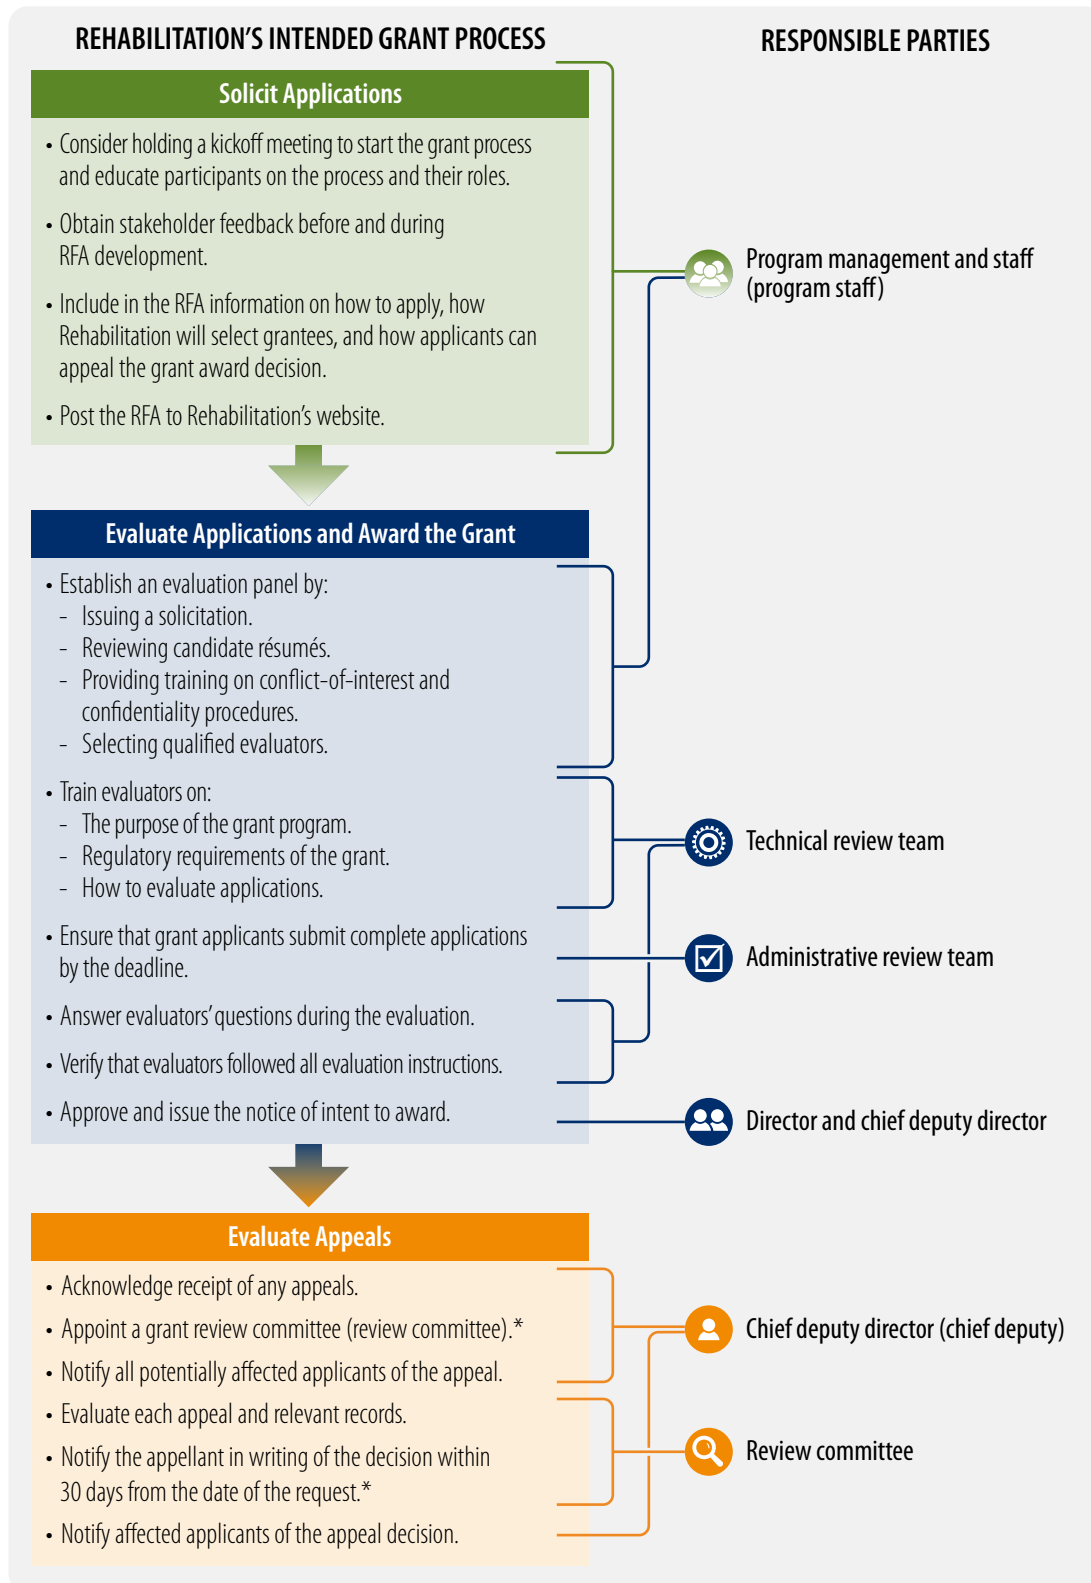 REHABILITATION'S INTENDED GRANT PROCESS
RESPONSIBLE PARTIES
Solicit Applications
• Consider holding a kickoff meeting to start the grant process
and educate participants on the process and their roles.
• Obtain stakeholder feedback before and during
RFA development.
• Include in the RFA information on how to apply, how
Rehabilitation will select grantees, and how applicants can
appeal the grant award decision.
• Post the RFA to Rehabilitation's website.
Program management and staff
(program staff)
Evaluate Applications and Award the Grant
• Establish an evaluation panel by:
- Issuing a solicitation.
- Reviewing candidate résumés.
- Providing training on conflict-of-interest and
confidentiality procedures.
- Selecting qualified evaluators.
• Train evaluators on:
- The purpose of the grant program.
- Regulatory requirements of the grant.
- How to evaluate applications.
Technical review team
• Ensure that grant applicants submit complete applications
by the deadline.
Administrative review team
• Answer evaluators' questions during the evaluation.
• Verify that evaluators followed all evaluation instructions.
• Approve and issue the notice of intent to award.
Director and chief deputy director
Evaluate Appeals
• Acknowledge receipt of any appeals.
• Appoint a grant review committee (review committee).*
• Notify all potentially affected applicants of the appeal.
Chief deputy director (chief deputy)
• Evaluate each appeal and relevant records.
• Notify the appellant in writing of the decision within
30 days from the date of the request.*
Review committee
• Notify affected applicants of the appeal decision.